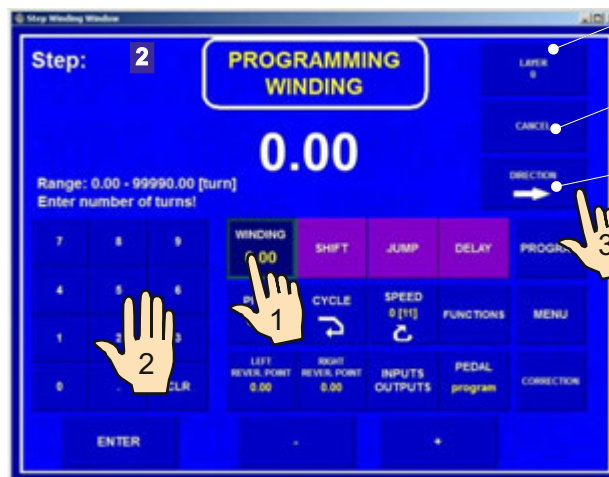 Step Winding Window
Step: 2
PROGRAMMING
WINDING
LAYER
0
0.00
CANCEL
Range: 0.00 - 99990.00 [turn]
Enter number of turns!
DIRECTION
7 8 9
WINDING
0.00
SHIFT
JUMP
DELAY
4 5 6
CYCLE
SPEED
0 [11]
FUNCTIONS
MENU
1 2 3
LEFT
REVER. POINT
0.00
RIGHT
REVER. POINT
0.00
INPUTS
OUTPUTS
PEDAL
program
CORRECTION
0 .
ENTER
-
+
1
2
3